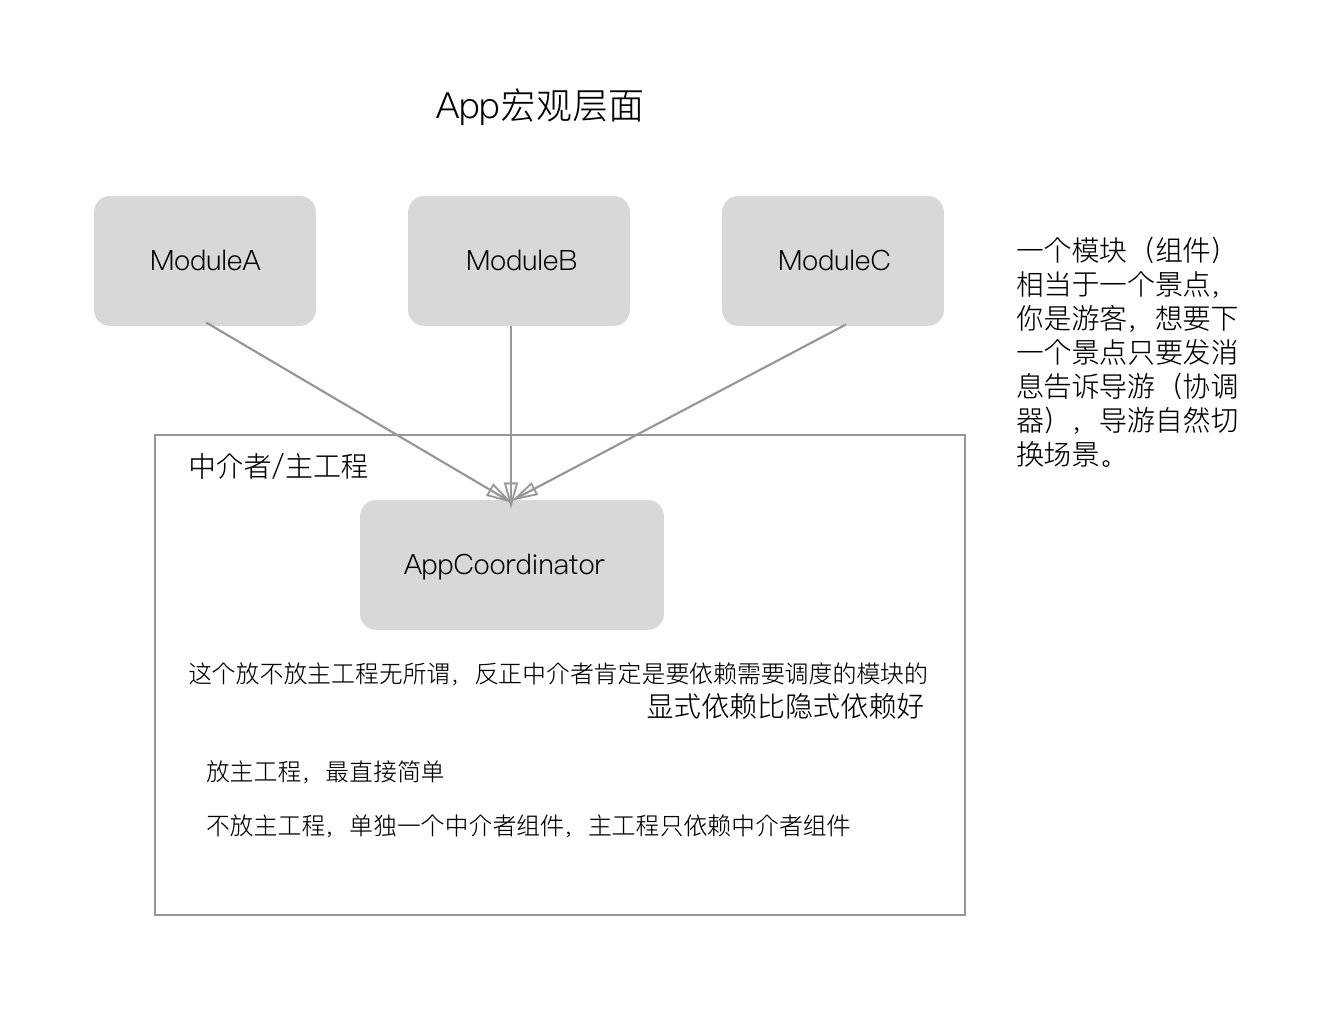 App宏观层面
ModuleA
ModuleB
ModuleC
一个模块（组件）
相当于一个景点，
你是游客，想要下
一个景点只要发消
息告诉导游（协调
器），导游自然切
换场景。
中介者/主工程
AppCoordinator
这个放不放主工程无所谓，反正中介者肯定是要依赖需要调度的模块的
显式依赖比隐式依赖好
放主工程，最直接简单
不放主工程，单独一个中介者组件，主工程只依赖中介者组件